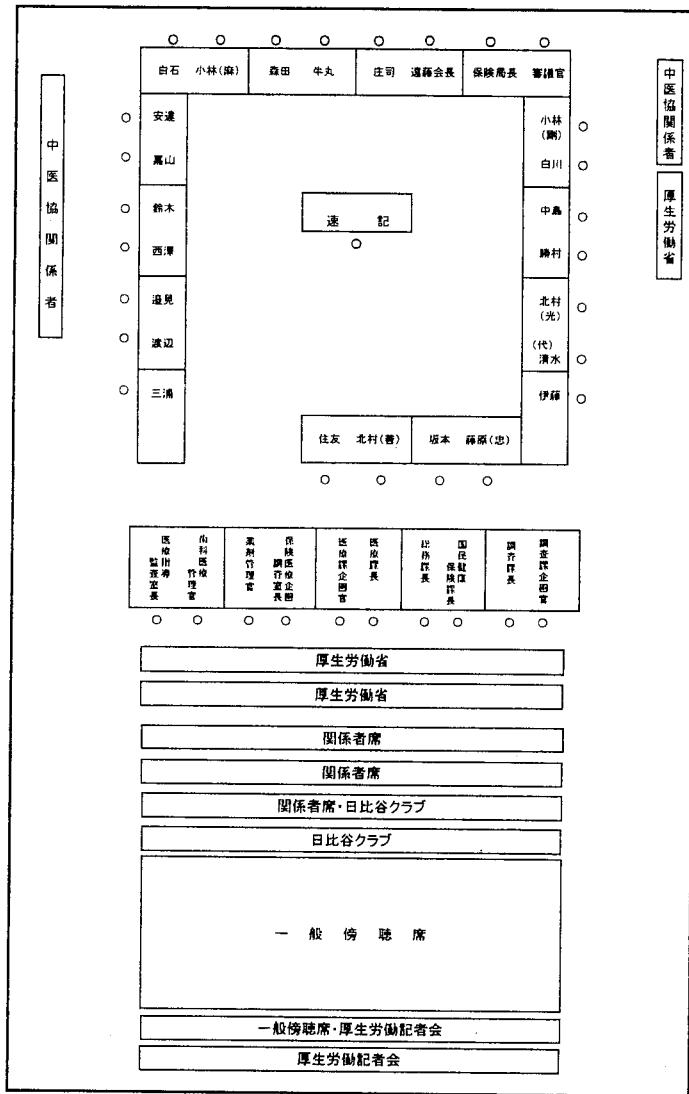 白石 小林(麻) 森田 牛丸 庄司 遠藤会長 保険局長 審議官
中医協関係者
中医協関係者
厚生労働省
安達
嘉山
鈴木
西澤
邉見
渡辺
三浦
小林(剛)
白川
中島
勝村
北村(光)
(代)清水
伊藤
速記
住友 北村(善) 坂本 藤原(忠)
医療指導監査室長
歯科医療管理官
薬剤管理官
保険医療企画調査室長
医療課企画官
医療課長
総務課長
国民健康保険課長
調査課長
調査課企画官
厚生労働省
厚生労働省
関係者席
関係者席
関係者席・日比谷クラブ
日比谷クラブ
一般傍聴席
一般傍聴席・厚生労働記者会
厚生労働記者会